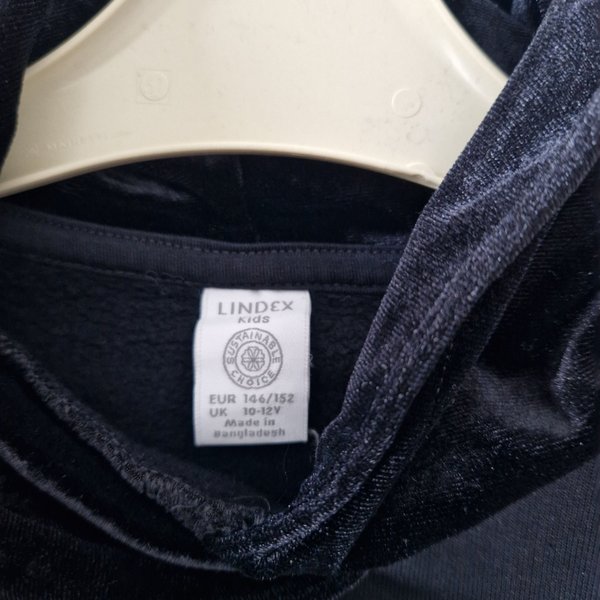 LINDEX
Kids
SUSTAINABLE
CHOICE
EUR 146/152
UK 10-12Y
Made in
Bangladesh